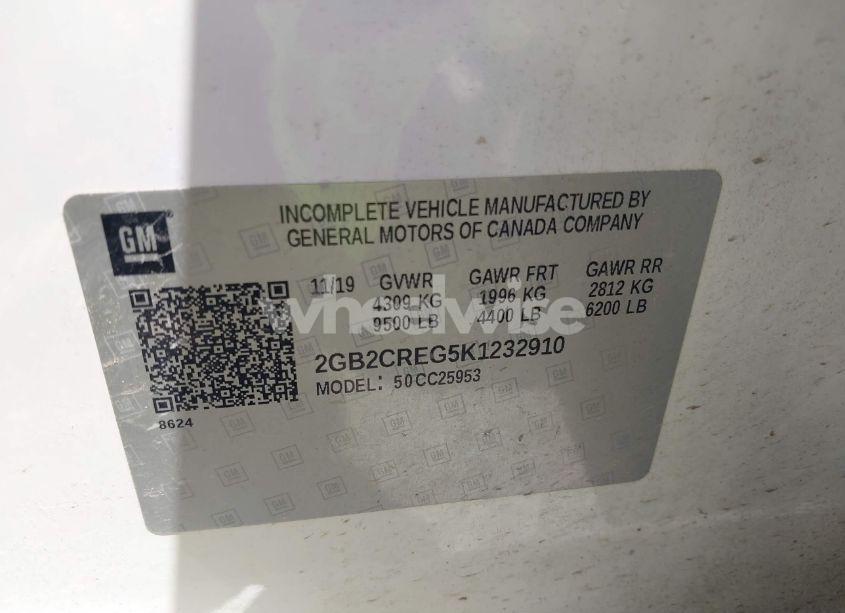 GM
INCOMPLETE VEHICLE MANUFACTURED BY
GENERAL MOTORS OF CANADA COMPANY
11/19 GVWR GAWR FRT GAWR RR
4309 KG 1996 KG 2812 KG
9500 LB 4400 LB 6200 LB
wheelwise
2GB2CREG5K1232910
MODEL: 50CC25953
8624